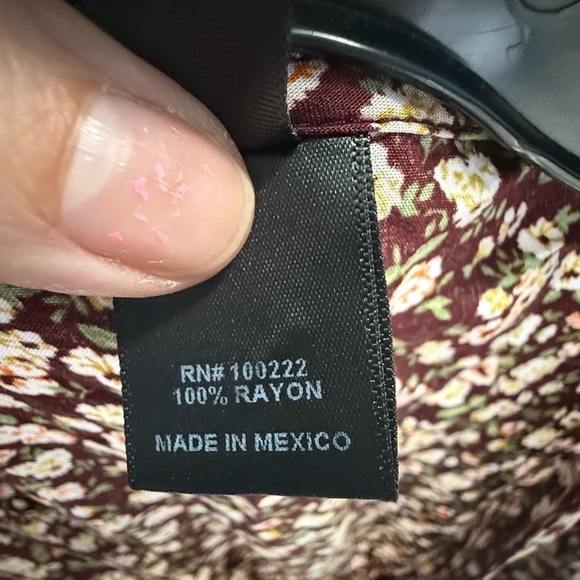 RN# 100222
100% RAYON
MADE IN MEXICO